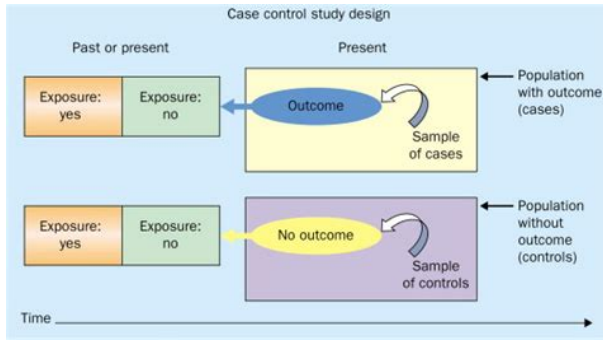 Case control study design
Past or present
Present
Exposure:
yes
Exposure:
no
Outcome
Sample
of cases
Population
with outcome
(cases)
Exposure:
yes
Exposure:
no
No outcome
Sample
of controls
Population
without
outcome
(controls)
Time